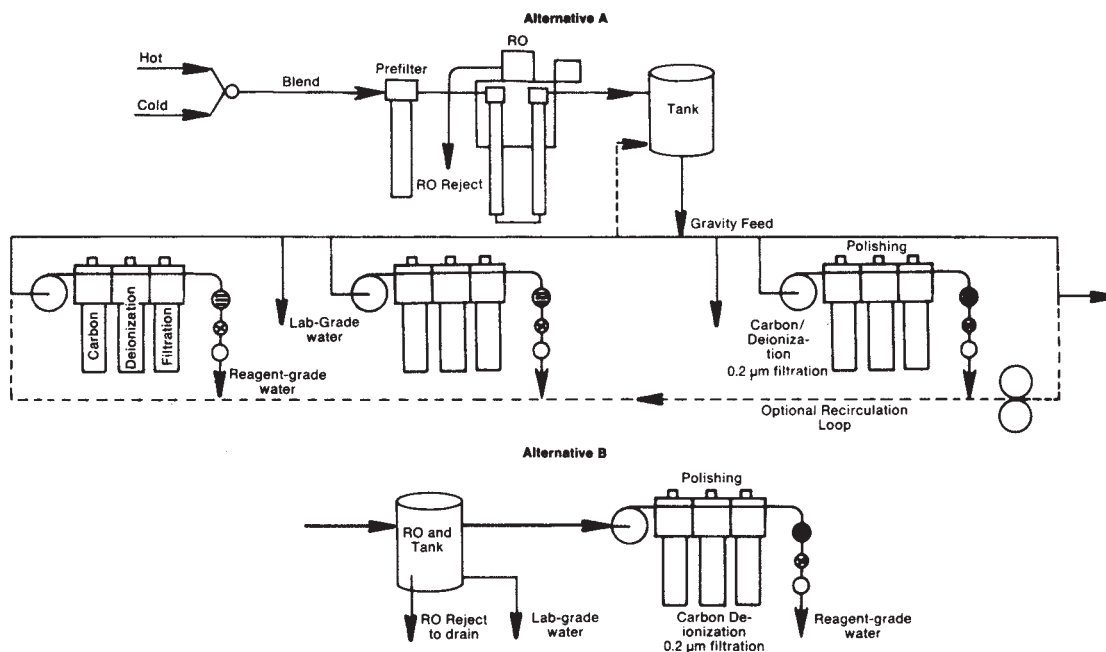 Alternative A
RO
Hot
Blend
Prefilter
Cold
Tank
RO Reject
Gravity Feed
Polishing
Carbon
Deionization
Filtration
Lab-Grade
water
Reagent-grade
water
Carbon/
Deioniza-
tion
0.2 µm filtration
Optional Recirculation
Loop
Alternative B
Polishing
RO and
Tank
RO Reject
to drain
Lab-grade
water
Carbon De-
ionization
0.2 µm filtration
Reagent-grade
water